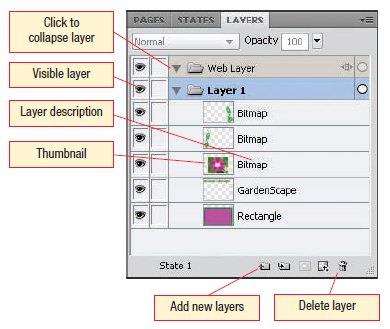 Click to
collapse layer
Visible layer
Layer description
Thumbnail
PAGES STATES LAYERS
Normal Opacity 100
Web Layer
Layer 1
Bitmap
Bitmap
Bitmap
GardenScape
Rectangle
State 1
Add new layers
Delete layer